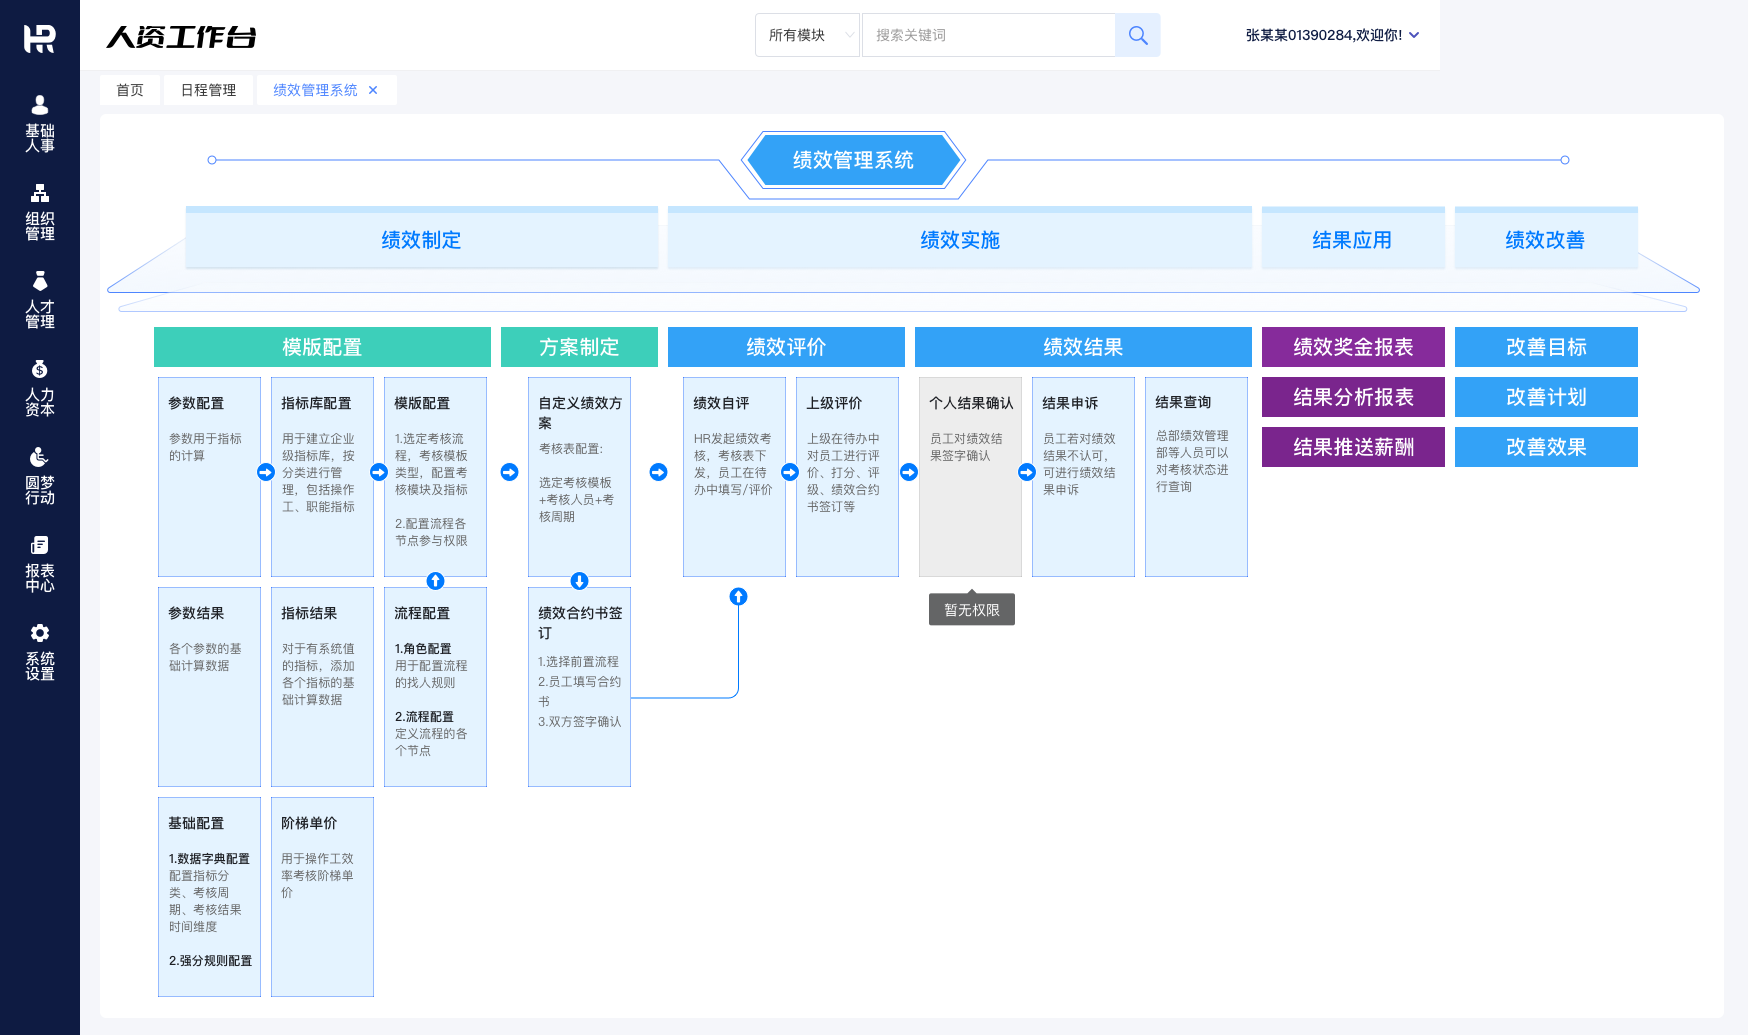 HR
人资工作台
所有模块
搜索关键词
张某某01390284,欢迎你!
首页
日程管理
绩效管理系统
基础
人事
组织
管理
人才
管理
人力
资本
圆梦
行动
报表
中心
系统
设置
绩效管理系统
绩效制定
绩效实施
结果应用
绩效改善
模版配置
方案制定
绩效评价
绩效结果
绩效奖金报表
改善目标
结果分析报表
改善计划
结果推送薪酬
改善效果
参数配置
参数用于指标
的计算
指标库配置
用于建立企业
级指标库，按
分类进行管
理，包括操作
工、职能指标
模版配置
1.选定考核流
程，考核模板
类型，配置考
核模块及指标
2.配置流程各
节点参与权限
自定义绩效方
案
考核表配置:
选定考核模板
+考核人员+考
核周期
绩效自评
HR发起绩效考
核，考核表下
发，员工在待
办中填写/评价
上级评价
上级在待办中
对员工进行评
价、打分、评
级、绩效合约
书签订等
个人结果确认
员工对绩效结
果签字确认
结果申诉
员工若对绩效
结果不认可，
可进行绩效结
果申诉
结果查询
总部绩效管理
部等人员可以
对考核状态进
行查询
暂无权限
参数结果
各个参数的基
础计算数据
指标结果
对于有系统值
的指标，添加
各个指标的基
础计算数据
流程配置
1.角色配置
用于配置流程
的找人规则
2.流程配置
定义流程的各
个节点
绩效合约书签
订
1.选择前置流程
2.员工填写合约
书
3.双方签字确认
基础配置
1.数据字典配置
配置指标分
类、考核周
期、考核结果
时间维度
2.强分规则配置
阶梯单价
用于操作工效
率考核阶梯单
价